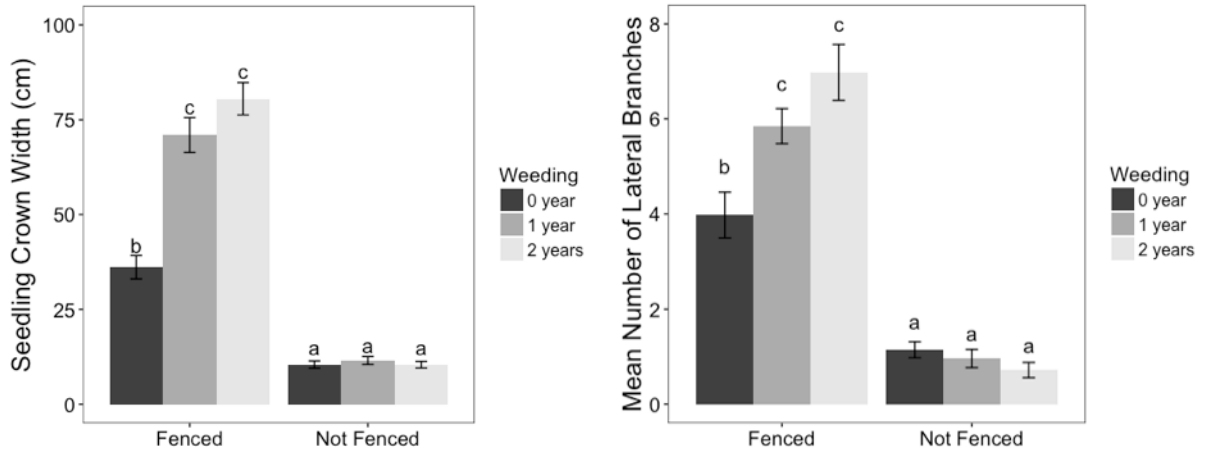 Seedling Crown Width (cm)
100
75
50
25
0
b
c
c
a
a
a
Fenced
Not Fenced
Weeding
0 year
1 year
2 years
Mean Number of Lateral Branches
8
6
4
2
0
b
c
c
a
a
a
Fenced
Not Fenced
Weeding
0 year
1 year
2 years